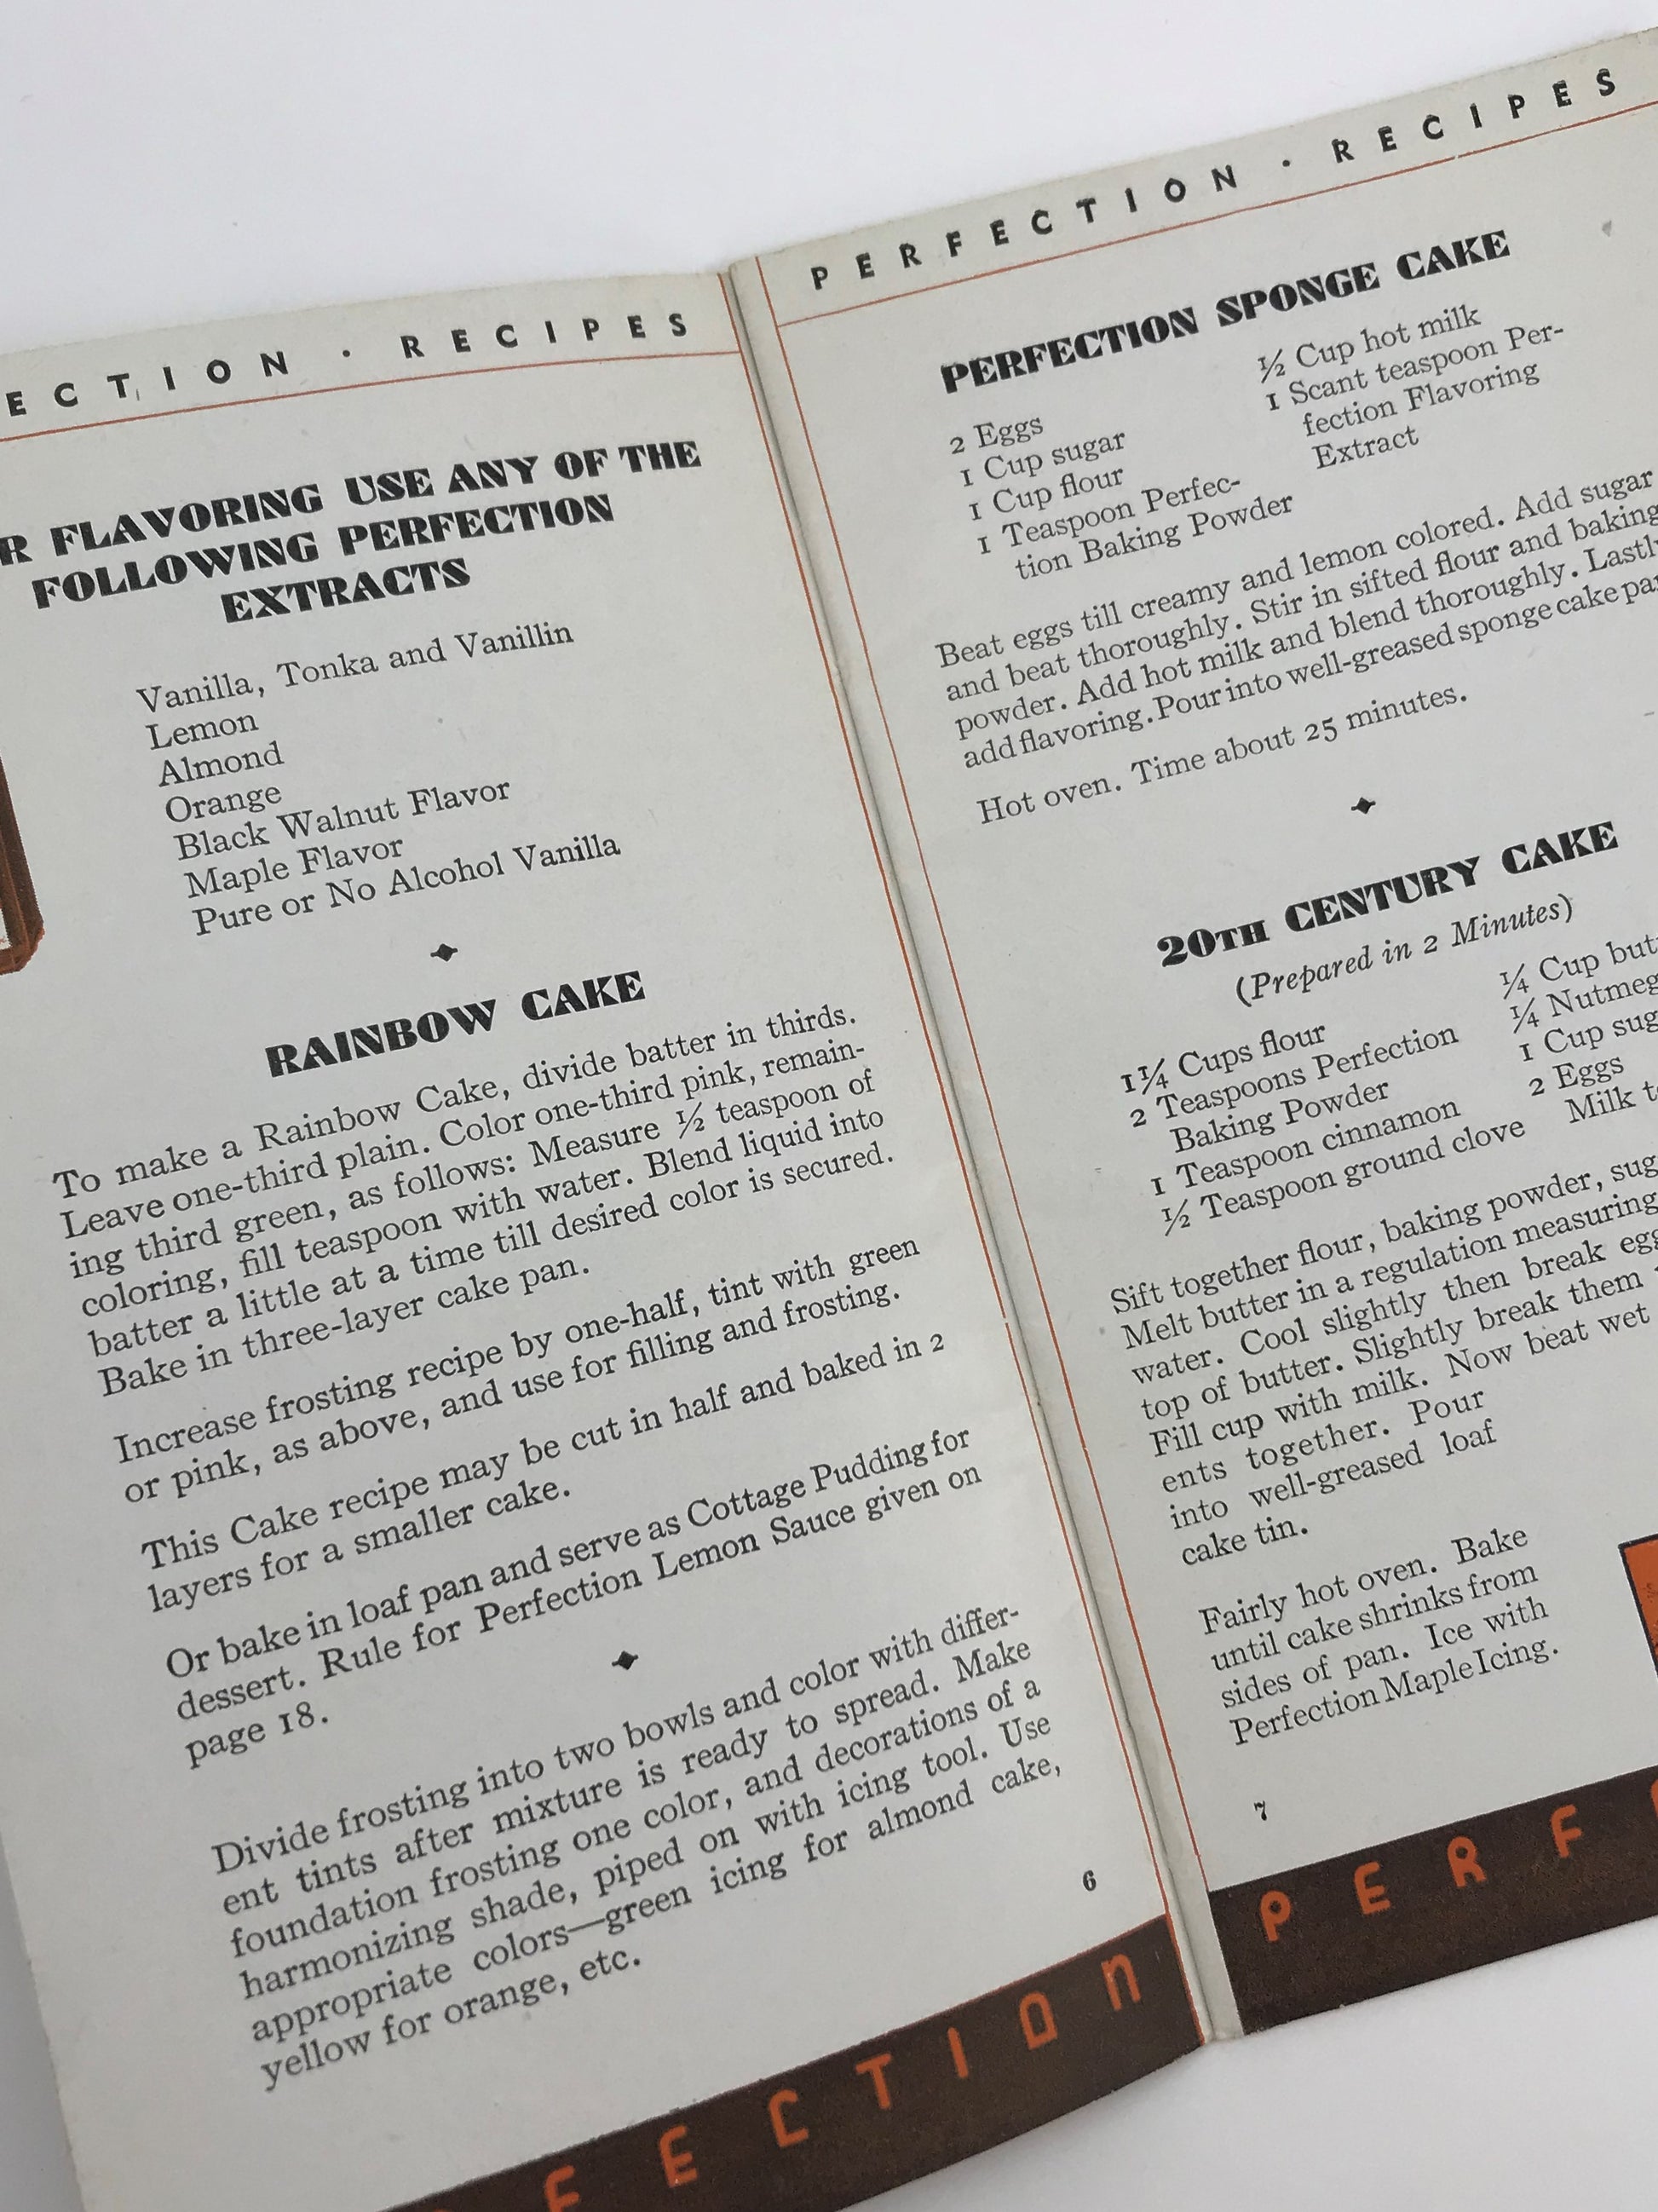 ECTION · RECIPES
R FLAVORING USE ANY OF THE
FOLLOWING PERFECTION
EXTRACTS
Vanilla, Tonka and Vanillin
Lemon
Almond
Orange
Black Walnut Flavor
Maple Flavor
Pure or No Alcohol Vanilla
RAINBOW CAKE
To make a Rainbow Cake, divide batter in thirds.
Leave one-third plain. Color one-third pink, remain-
ing third green, as follows: Measure ½ teaspoon of
coloring, fill teaspoon with water. Blend liquid into
batter a little at a time till desired color is secured.
Bake in three-layer cake pan.
Increase frosting recipe by one-half, tint with green
or pink, as above, and use for filling and frosting.
This Cake recipe may be cut in half and baked in 2
layers for a smaller cake.
Or bake in loaf pan and serve as Cottage Pudding for
dessert. Rule for Perfection Lemon Sauce given on
page 18.
Divide frosting into two bowls and color with differ-
ent tints after mixture is ready to spread. Make
foundation frosting one color, and decorations of a
harmonizing shade, piped on with icing tool. Use
appropriate colors—green icing for almond cake,
yellow for orange, etc.
6
FECTION
PERFECTION · RECIPES
PERFECTION SPONGE CAKE
2 Eggs
1 Cup sugar
1 Cup flour
1 Teaspoon Perfec-
tion Baking Powder
½ Cup hot milk
1 Scant teaspoon Per-
fection Flavoring
Extract
Beat eggs till creamy and lemon colored. Add sugar
and beat thoroughly. Stir in sifted flour and baking
powder. Add hot milk and blend thoroughly. Lastly
add flavoring. Pour into well-greased sponge cake pan
Hot oven. Time about 25 minutes.
20TH CENTURY CAKE
(Prepared in 2 Minutes)
1¼ Cups flour
2 Teaspoons Perfection
Baking Powder
1 Teaspoon cinnamon
½ Teaspoon ground clove
¼ Cup but
¼ Nutmeg
1 Cup sug
2 Eggs
Milk t
Sift together flour, baking powder, sug
Melt butter in a regulation measuring
water. Cool slightly then break egg
top of butter. Slightly break them
Fill cup with milk. Now beat wet
ents together. Pour
into well-greased loaf
cake tin.
Fairly hot oven. Bake
until cake shrinks from
sides of pan. Ice with
Perfection Maple Icing.
7
PERF